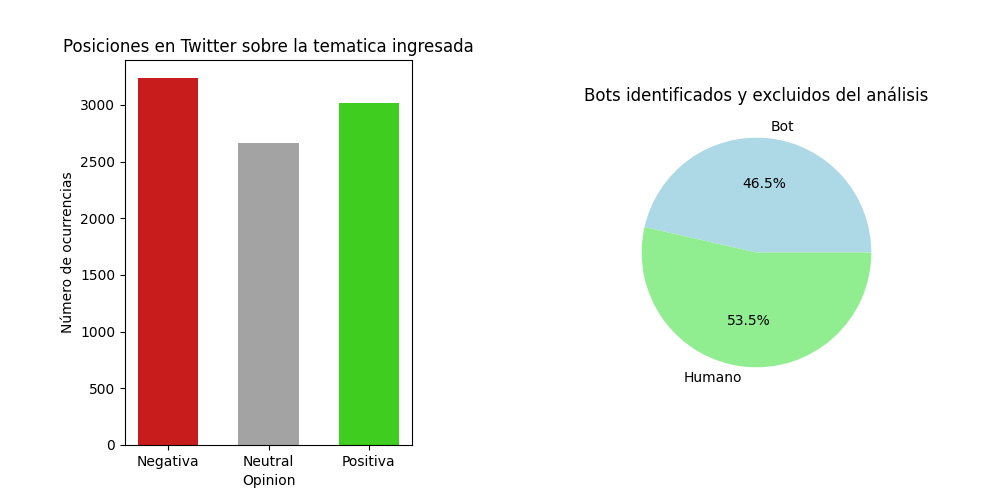 Posiciones en Twitter sobre la tematica ingresada
Número de ocurrencias
3000
2500
2000
1500
1000
500
0
Negativa
Neutral
Positiva
Opinion
Bots identificados y excluidos del análisis
Bot
46.5%
53.5%
Humano